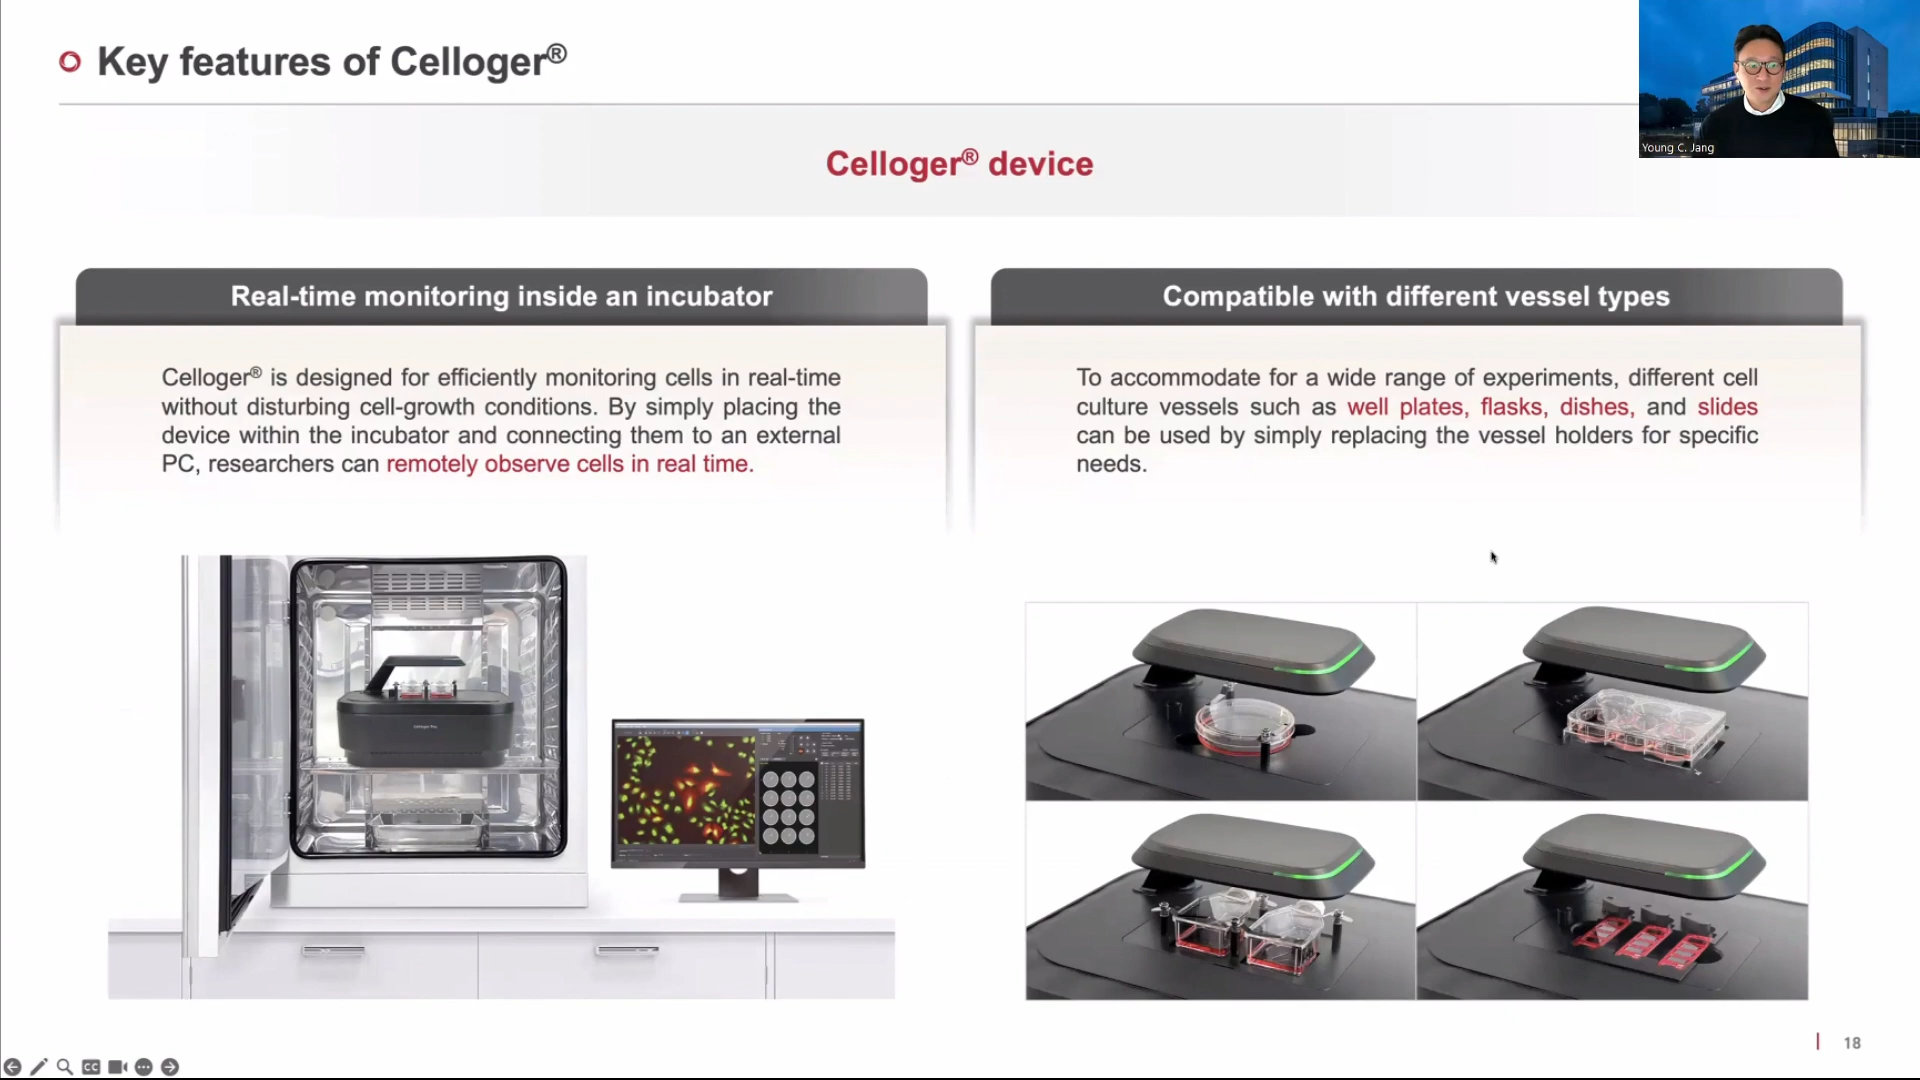 Key features of Celloger®
Young C. Jang
Celloger® device
Real-time monitoring inside an incubator
Celloger® is designed for efficiently monitoring cells in real-time
without disturbing cell-growth conditions. By simply placing the
device within the incubator and connecting them to an external
PC, researchers can remotely observe cells in real time.
Compatible with different vessel types
To accommodate for a wide range of experiments, different cell
culture vessels such as well plates, flasks, dishes, and slides
can be used by simply replacing the vessel holders for specific
needs.
18
CC